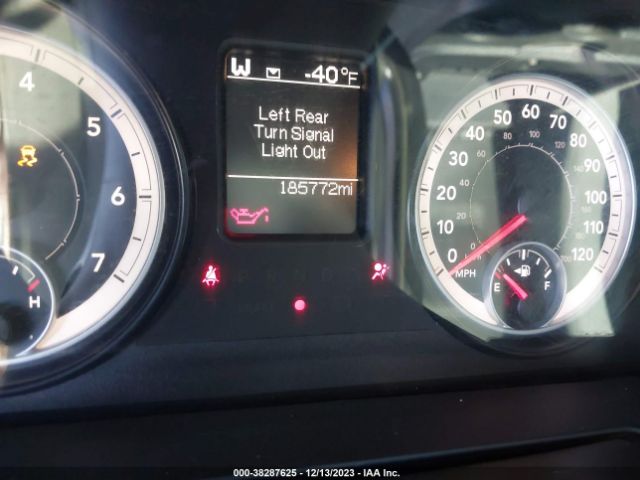 W -40°F
Left Rear
Turn Signal
Light Out
185772mi
4
5
6
7
H
0
10
20
30
40
50
60
70
80
90
100
110
120
MPH
E F
000-38287625 - 12/13/2023 - IAA Inc.